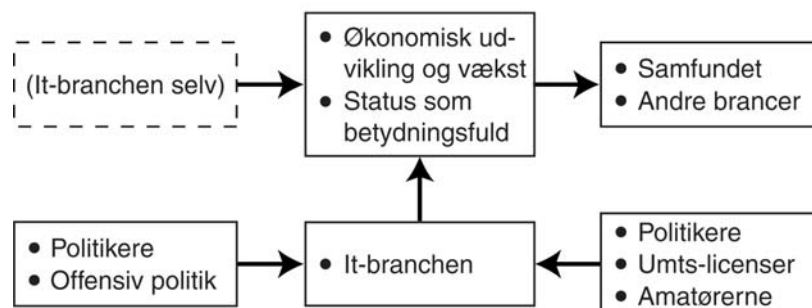 (It-branchen selv)
• Økonomisk ud-
vikling og vækst
• Status som
betydningsfuld
• Samfundet
• Andre brancer
• Politikere
• Offensiv politik
• It-branchen
• Politikere
• Umts-licenser
• Amatørerne